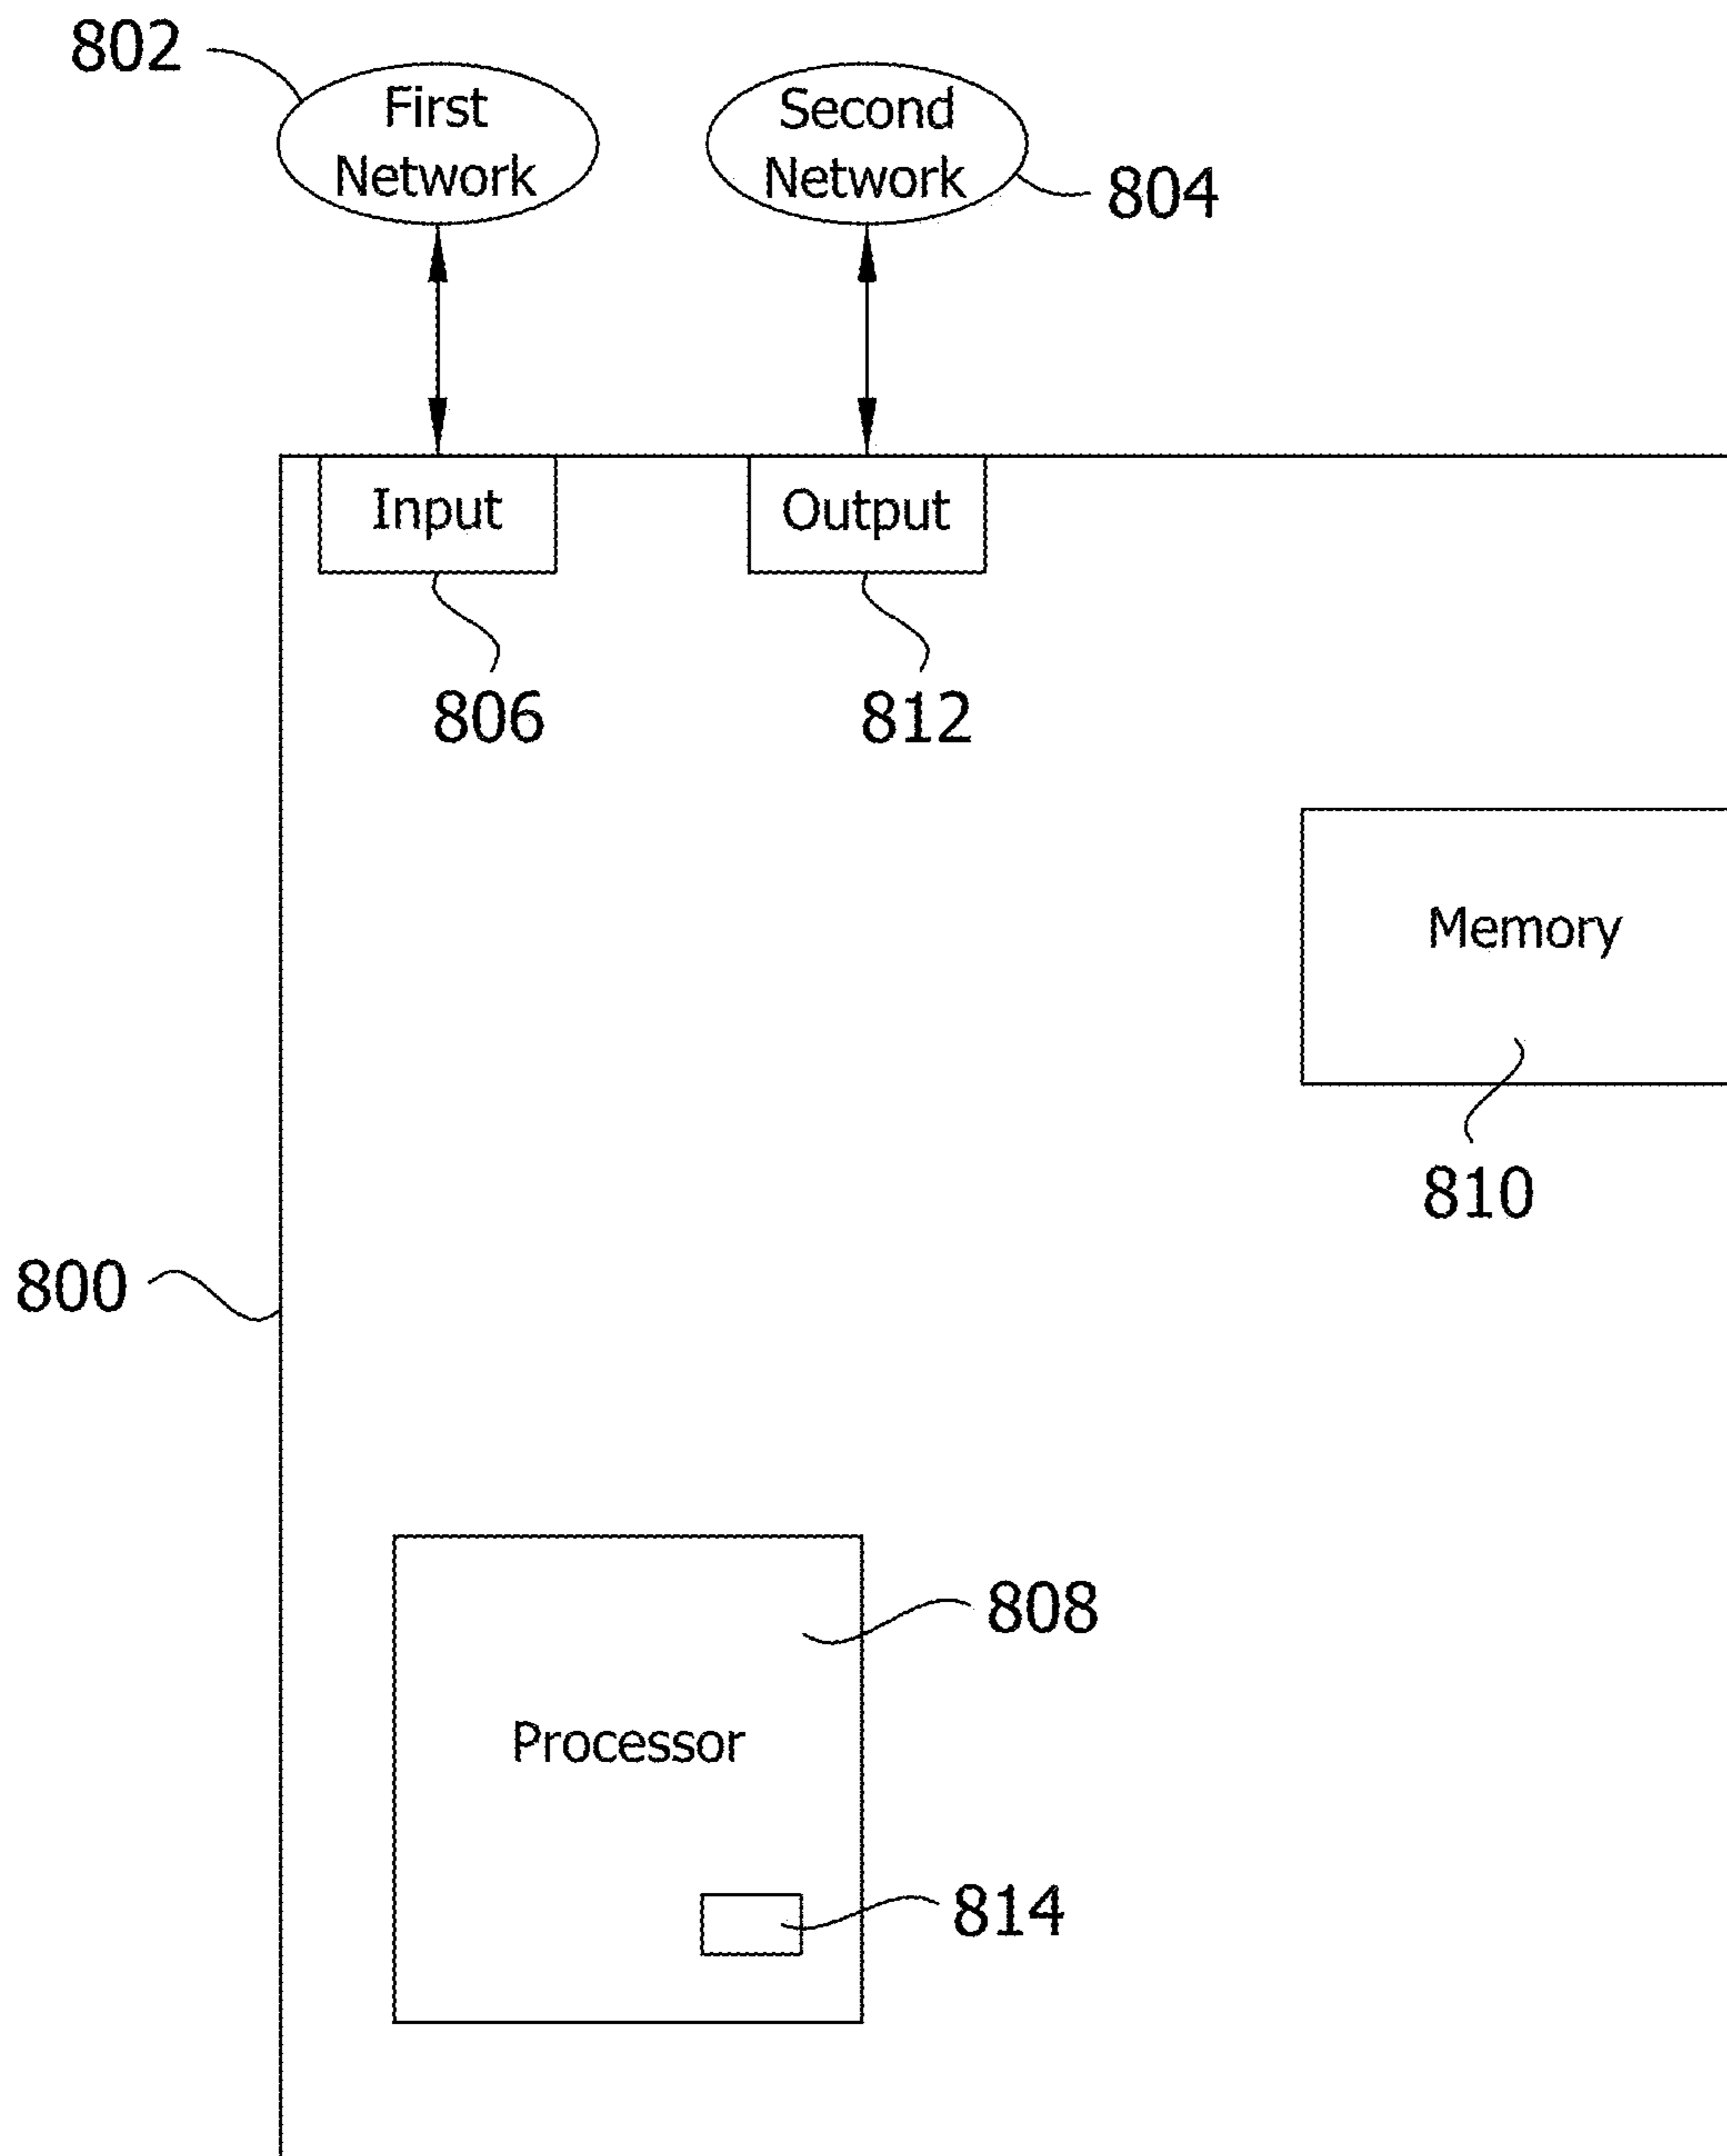 802
First
Network
Second
Network
804
Input
Output
806
812
Memory
810
800
808
Processor
814